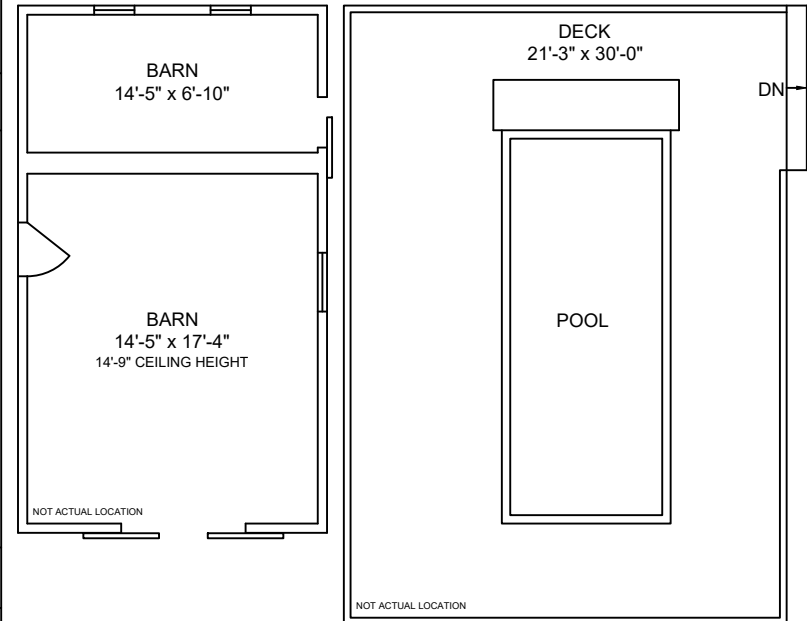 BARN
14'-5" x 6'-10"
DECK
21'-3" x 30'-0"
DN
BARN
14'-5" x 17'-4"
14'-9" CEILING HEIGHT
POOL
NOT ACTUAL LOCATION
NOT ACTUAL LOCATION